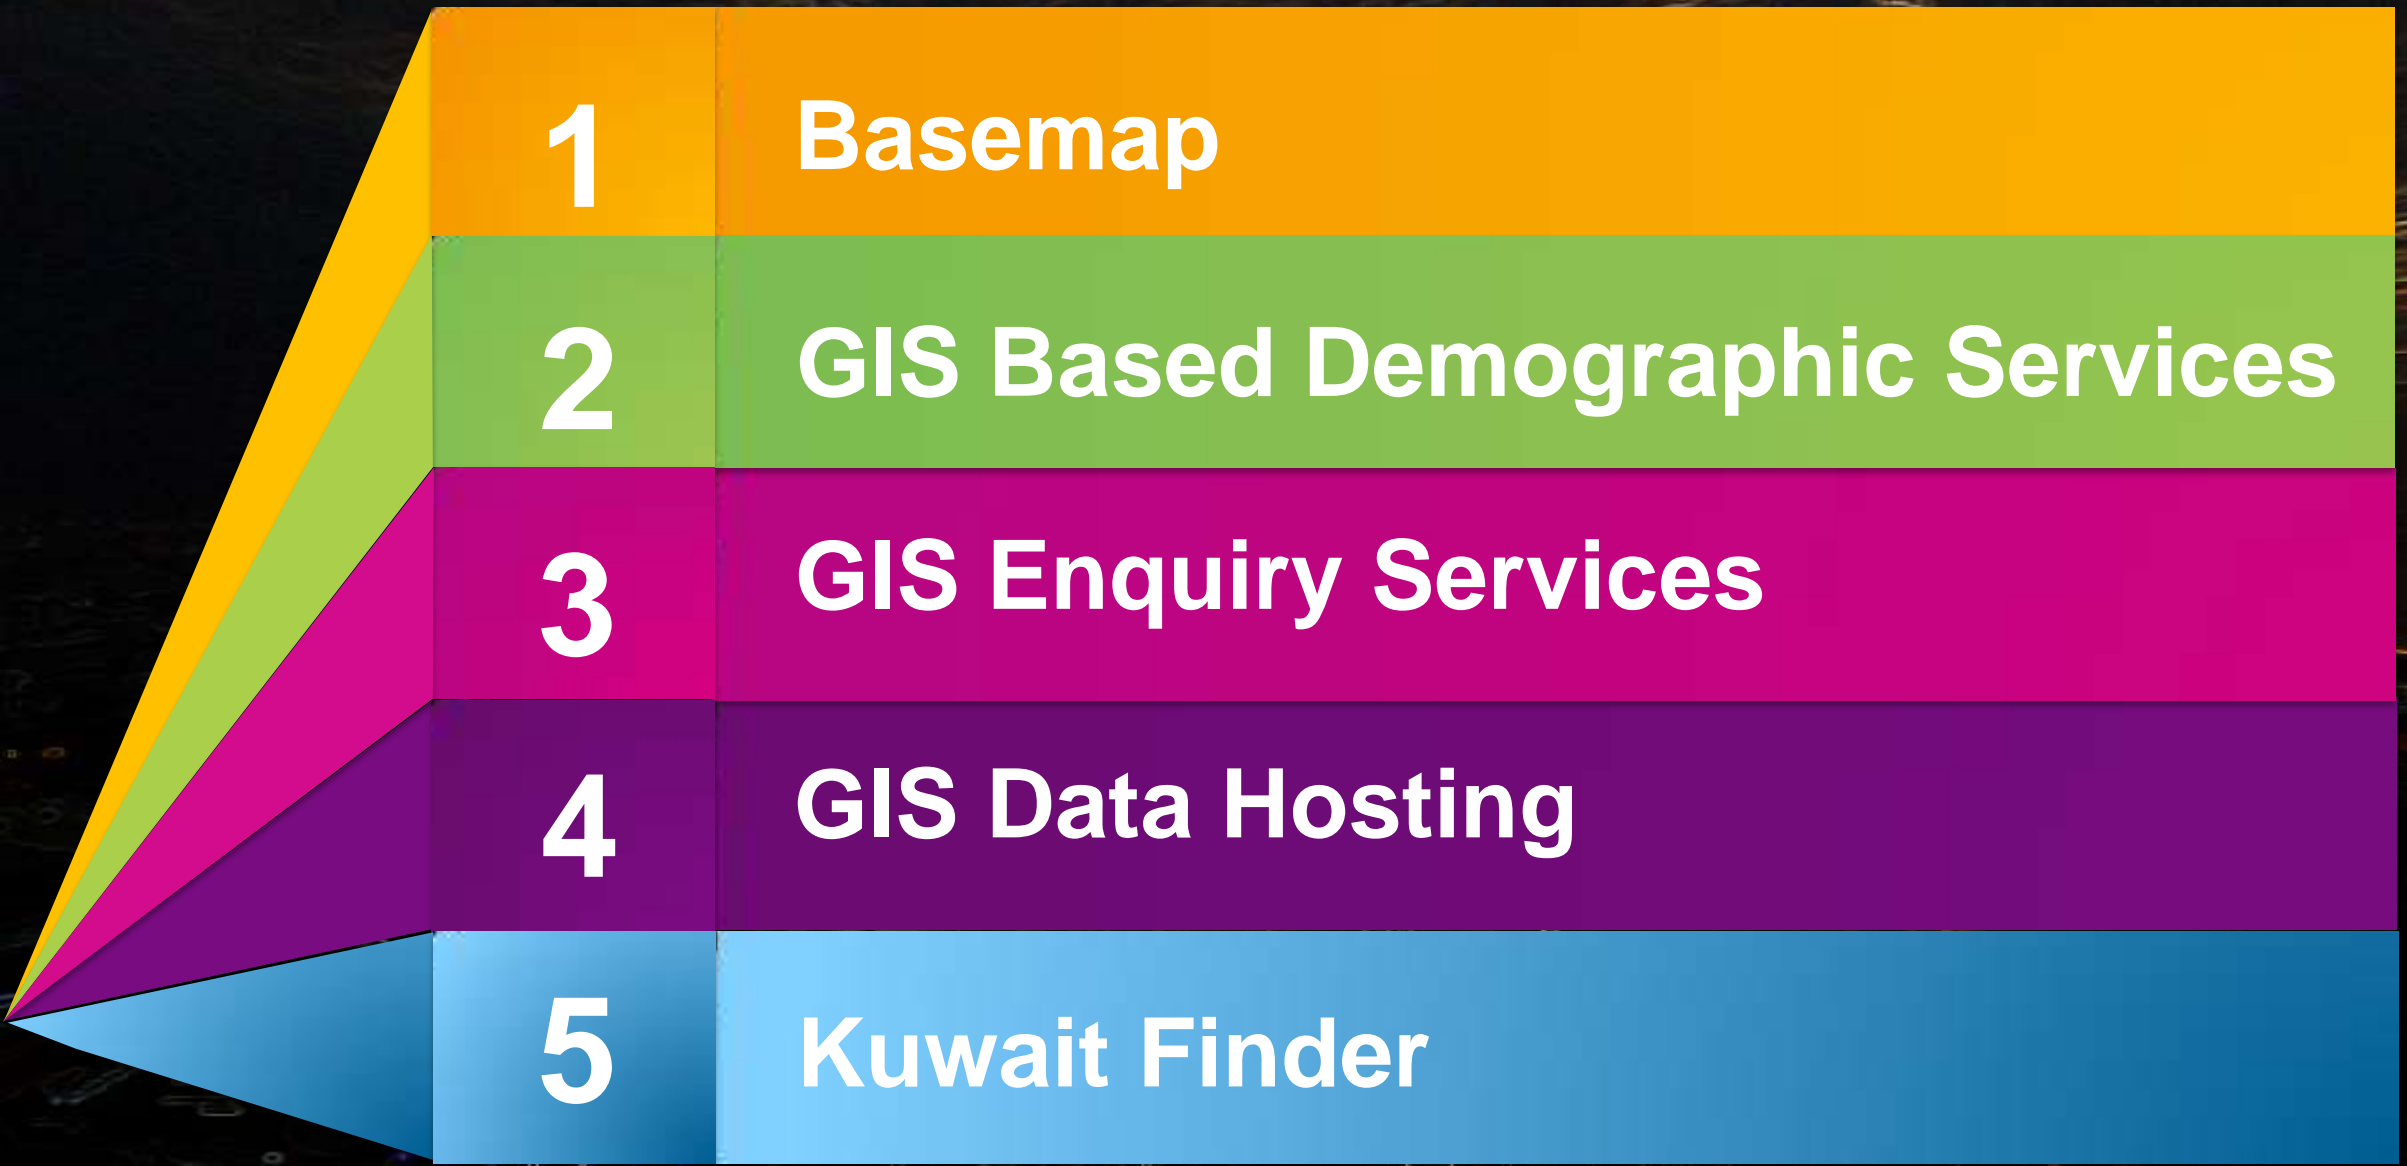 1 Basemap
2 GIS Based Demographic Services
3 GIS Enquiry Services
4 GIS Data Hosting
5 Kuwait Finder